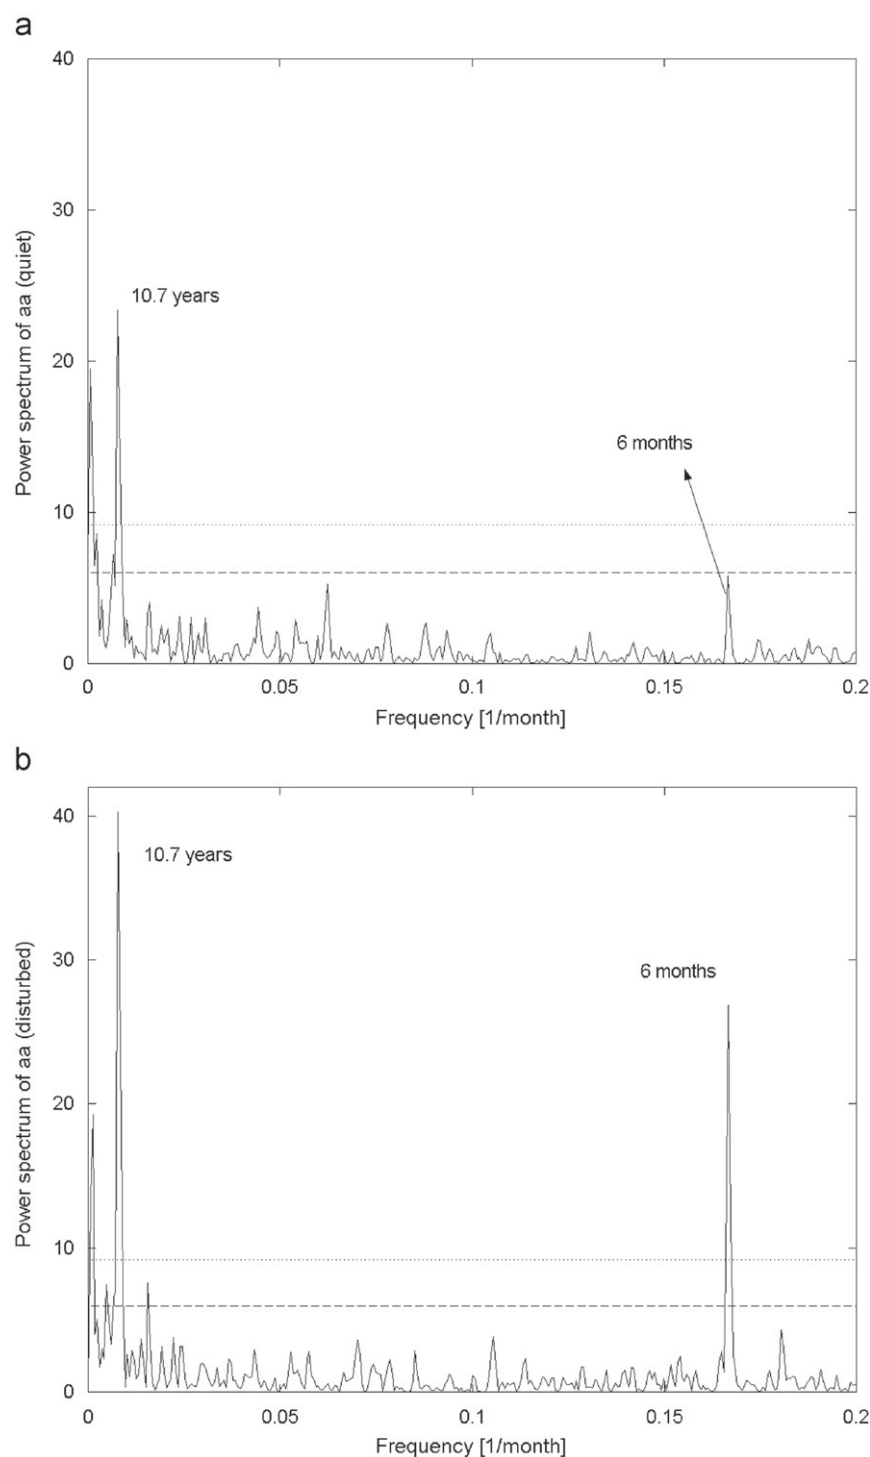 a
40
30
20
10
0
Power spectrum of aa (quiet)
10.7 years
6 months
0 0.05 0.1 0.15 0.2
Frequency [1/month]
b
40
30
20
10
0
Power spectrum of aa (disturbed)
10.7 years
6 months
0 0.05 0.1 0.15 0.2
Frequency [1/month]